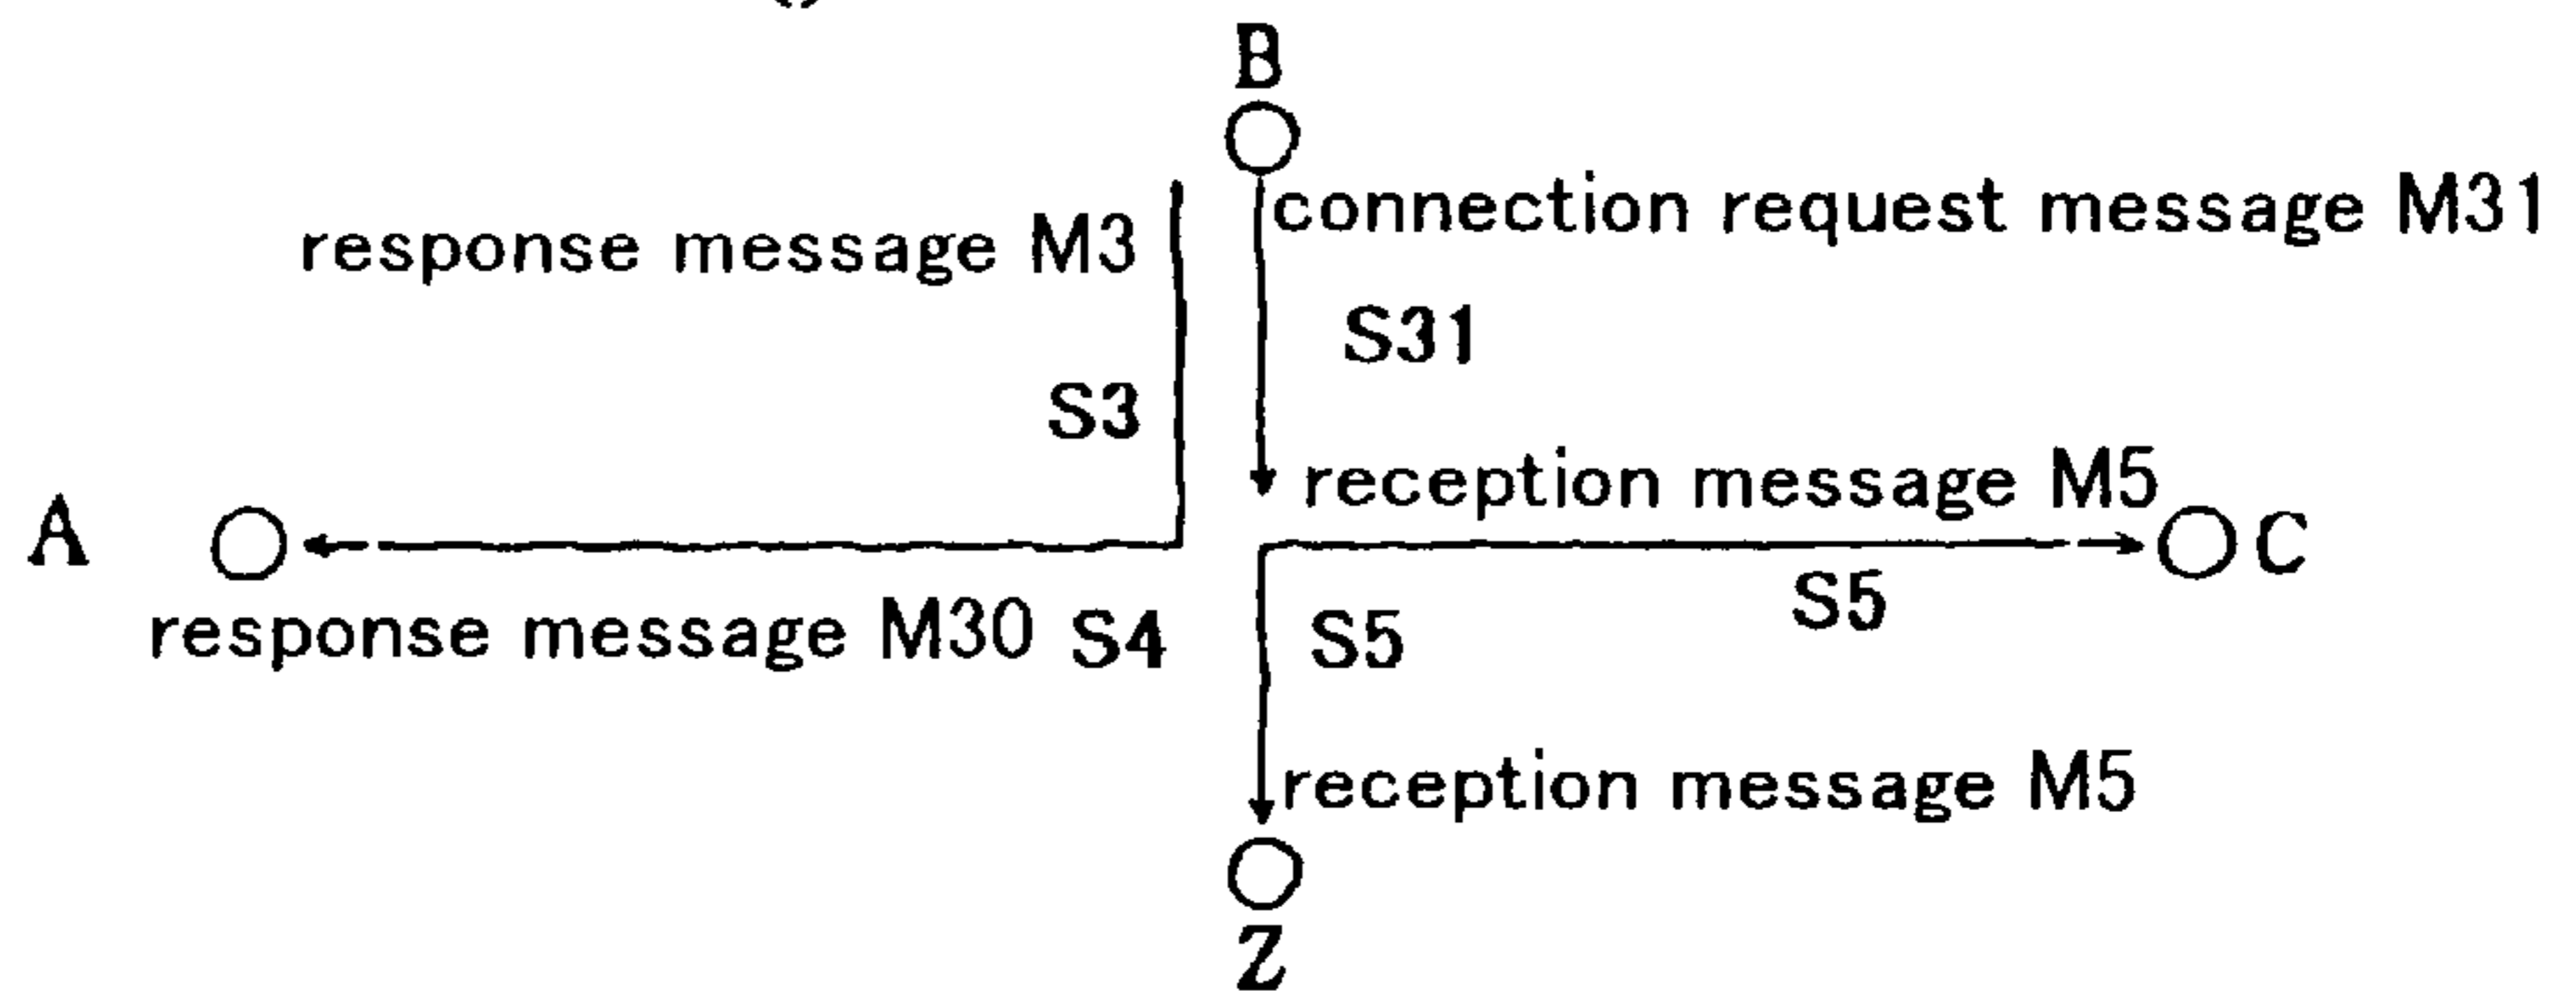 B
connection request message M31
response message M3
S31
S3
reception message M5
A
C
S5
response message M30 S4
S5
reception message M5
Z